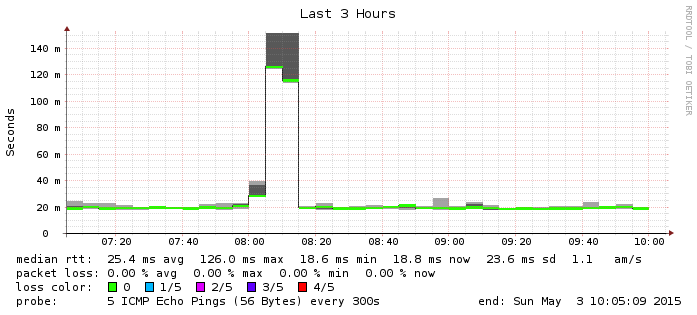 Last 3 Hours
RRDTOOL / TOBI OETIKER
Seconds
140 m
120 m
100 m
80 m
60 m
40 m
20 m
0
07:20 07:40 08:00 08:20 08:40 09:00 09:20 09:40 10:00
median rtt: 25.4 ms avg 126.0 ms max 18.6 ms min 18.8 ms now 23.6 ms sd 1.1 am/s
packet loss: 0.00 % avg 0.00 % max 0.00 % min 0.00 % now
loss color: 0 1/5 2/5 3/5 4/5
probe: 5 ICMP Echo Pings (56 Bytes) every 300s end: Sun May 3 10:05:09 2015